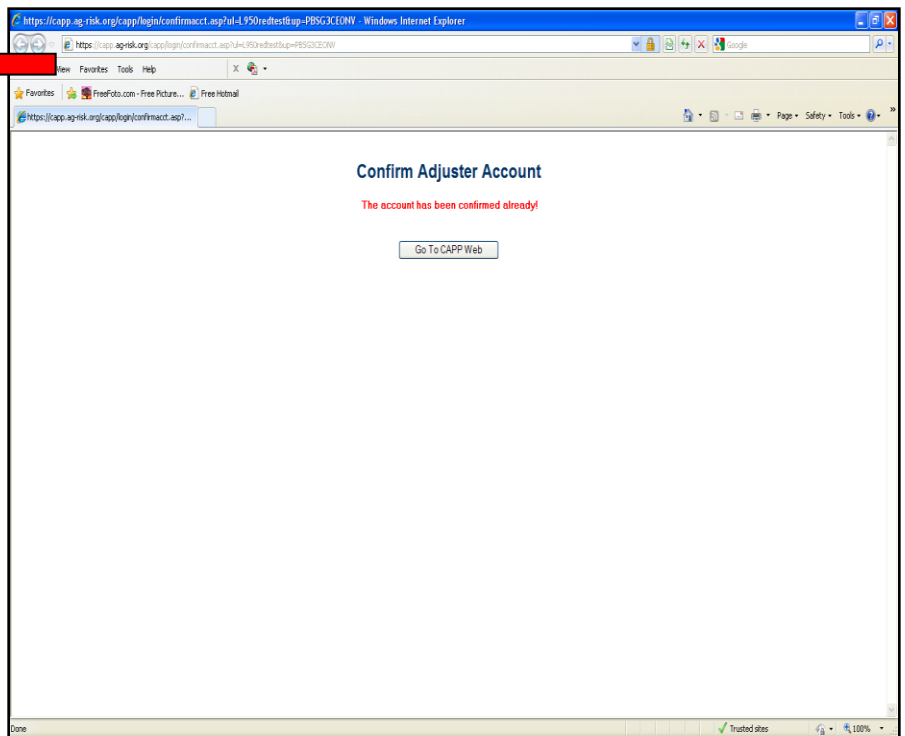 https://capp.ag-risk.org/capp/login/confirmacct.asp?ul=L950redtest&up=PBSG3CEONV - Windows Internet Explorer
https://capp.ag-risk.org/capp/login/confirmacct.asp?ul=L950redtest&up=PBSG3CEONV
Google
View Favorites Tools Help X
Favorites FreeFoto.com - Free Picture... Free Hotmail
https://capp.ag-risk.org/capp/login/confirmacct.asp?...
Page Safety Tools »
Confirm Adjuster Account
The account has been confirmed already!
Go To CAPP Web
Done
Trusted sites
100%